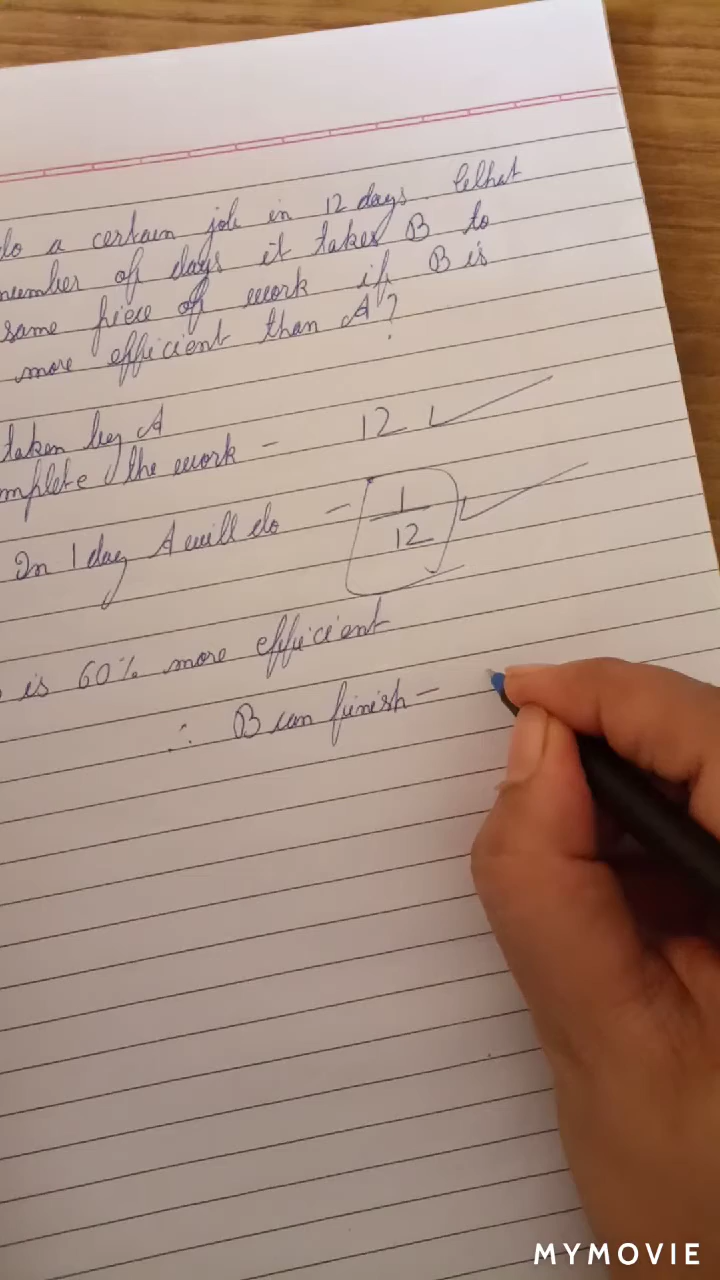 do a certain job in 12 days. What
number of days it takes B to
same piece of work if B is
more efficient than A?
taken by A
mplete the work - 12
In 1 day A will do - 1/12
is 60% more efficient
∴ B can finish -
MYMOVIE